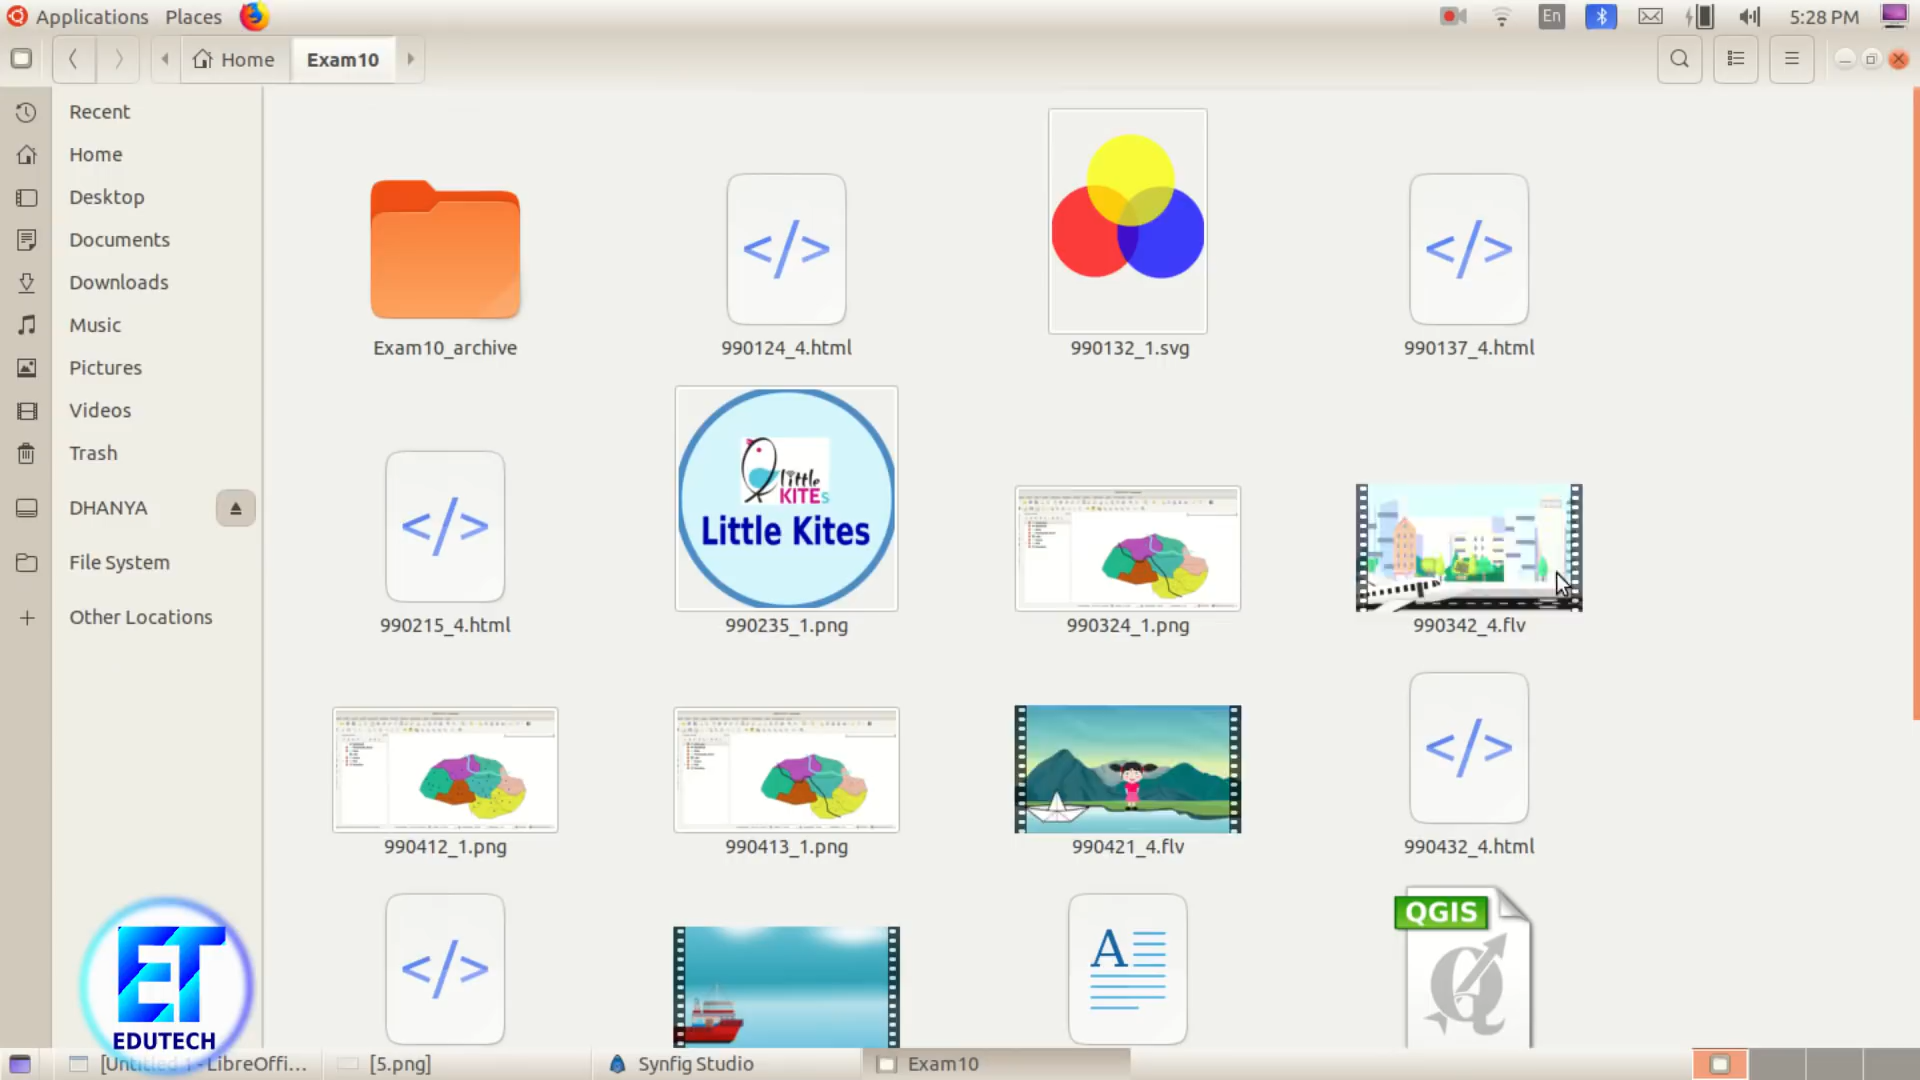 Applications Places En 5:28 PM
Home Exam10
Recent
Home
Desktop
Documents
Downloads
Music
Pictures
Videos
Trash
DHANYA
File System
Other Locations
Exam10_archive 990124_4.html 990132_1.svg 990137_4.html
little
KITEs
Little Kites
990215_4.html 990235_1.png 990324_1.png 990342_4.flv
990412_1.png 990413_1.png 990421_4.flv 990432_4.html
A
QGIS
ET
EDUTECH
[Untitled 1 - LibreOffi... [5.png] Synfig Studio Exam10